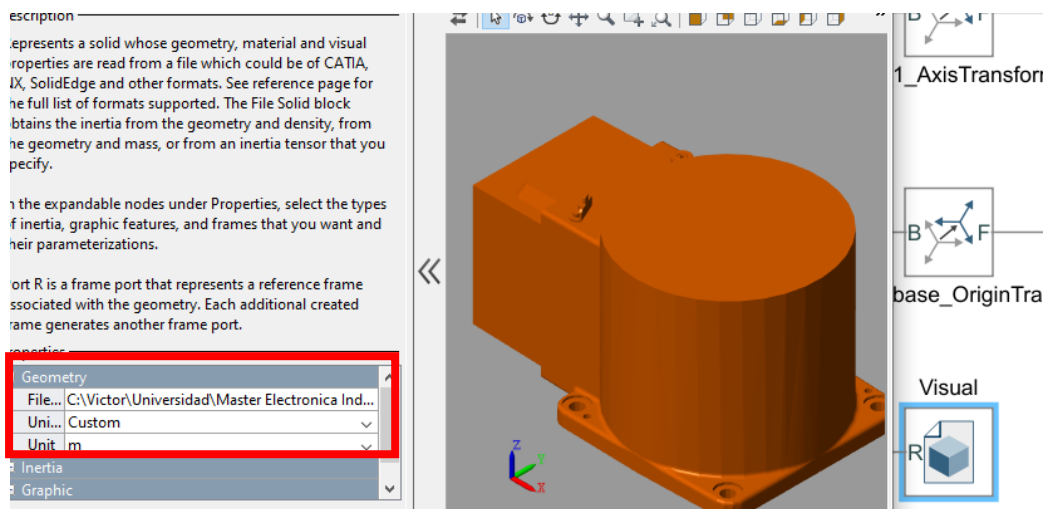 escription
epresents a solid whose geometry, material and visual
roperties are read from a file which could be of CATIA,
NX, SolidEdge and other formats. See reference page for
he full list of formats supported. The File Solid block
btains the inertia from the geometry and density, from
he geometry and mass, or from an inertia tensor that you
pecify.
n the expandable nodes under Properties, select the types
f inertia, graphic features, and frames that you want and
heir parameterizations.
ort R is a frame port that represents a reference frame
ssociated with the geometry. Each additional created
rame generates another frame port.
roperties
Geometry
File... C:\Victor\Universidad\Master Electronica Ind...
Uni... Custom
Unit m
Inertia
Graphic
Z
Y
X
B F
1_AxisTransfor
B F
base_OriginTra
Visual
R